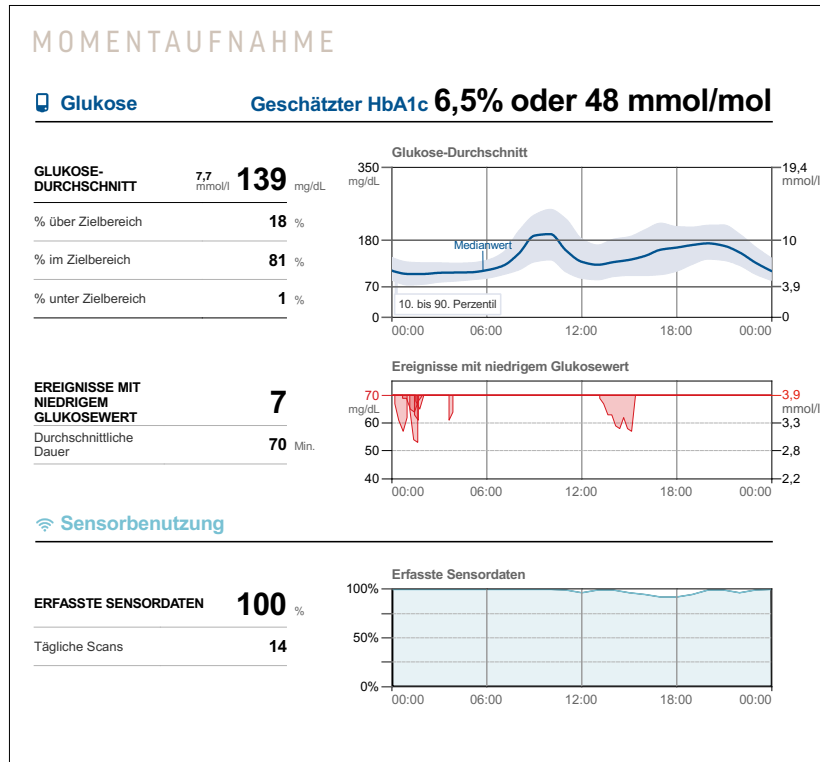 MOMENTAUFNAHME
Glukose
Geschätzter HbA1c 6,5% oder 48 mmol/mol
GLUKOSE-
DURCHSCHNITT
7,7
mmol/l
139 mg/dL
% über Zielbereich 18 %
% im Zielbereich 81 %
% unter Zielbereich 1 %
Glukose-Durchschnitt
350
mg/dL
180
70
0
19,4
mmol/l
10
3,9
0
Medianwert
10. bis 90. Perzentil
00:00 06:00 12:00 18:00 00:00
EREIGNISSE MIT
NIEDRIGEM
GLUKOSEWERT
7
Durchschnittliche
Dauer
70 Min.
Ereignisse mit niedrigem Glukosewert
70
mg/dL
60
50
40
3,9
mmol/l
3,3
2,8
2,2
00:00 06:00 12:00 18:00 00:00
Sensorbenutzung
ERFASSTE SENSORDATEN 100 %
Tägliche Scans 14
Erfasste Sensordaten
100%
50%
0%
00:00 06:00 12:00 18:00 00:00